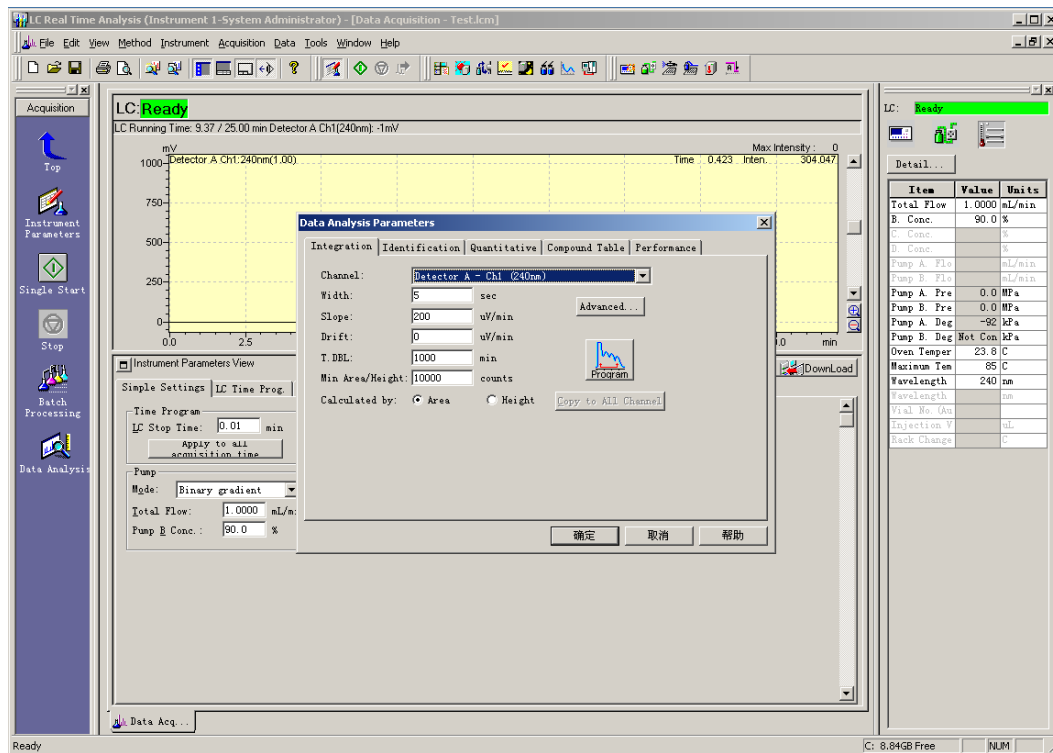 LC Real Time Analysis (Instrument 1-System Administrator) - [Data Acquisition - Test.lcm]
File Edit View Method Instrument Acquisition Data Tools Window Help
Acquisition
Top
Instrument
Parameters
Single Start
Stop
Batch
Processing
Data Analysis
LC: Ready
LC Running Time: 9.37 / 25.00 min Detector A Ch1(240nm): -1mV
mV
Max Intensity : 0
Detector A Ch1:240nm(1.00)
Time 0.423 Inten. 304.047
1000
750
500
250
0
0.0 2.5
.0 min
Instrument Parameters View
DownLoad
Simple Settings LC Time Prog.
Time Program
LC Stop Time: 0.01 min
Apply to all
acquisition time
Pump
Mode: Binary gradient
Total Flow: 1.0000 mL/m
Pump B Conc.: 90.0 %
Data Analysis Parameters
Integration Identification Quantitative Compound Table Performance
Channel: Detector A - Ch1 (240nm)
Width: 5 sec
Advanced...
Slope: 200 uV/min
Drift: 0 uV/min
T.DBL: 1000 min
Program
Min Area/Height: 10000 counts
Calculated by: Area Height Copy to All Channel
确定 取消 帮助
LC: Ready
Detail...
Item Value Units
Total Flow 1.0000 mL/min
B. Conc. 90.0 %
C. Conc. %
D. Conc. %
Pump A. Flo mL/min
Pump B. Flo mL/min
Pump A. Pre 0.0 MPa
Pump B. Pre 0.0 MPa
Pump A. Deg -92 kPa
Pump B. Deg Not Con kPa
Oven Temper 23.8 C
Maximum Tem 85 C
Wavelength 240 nm
Wavelength nm
Vial No. (Au
Injection V uL
Rack Change C
Data Acq...
Ready
C: 8.84GB Free NUM